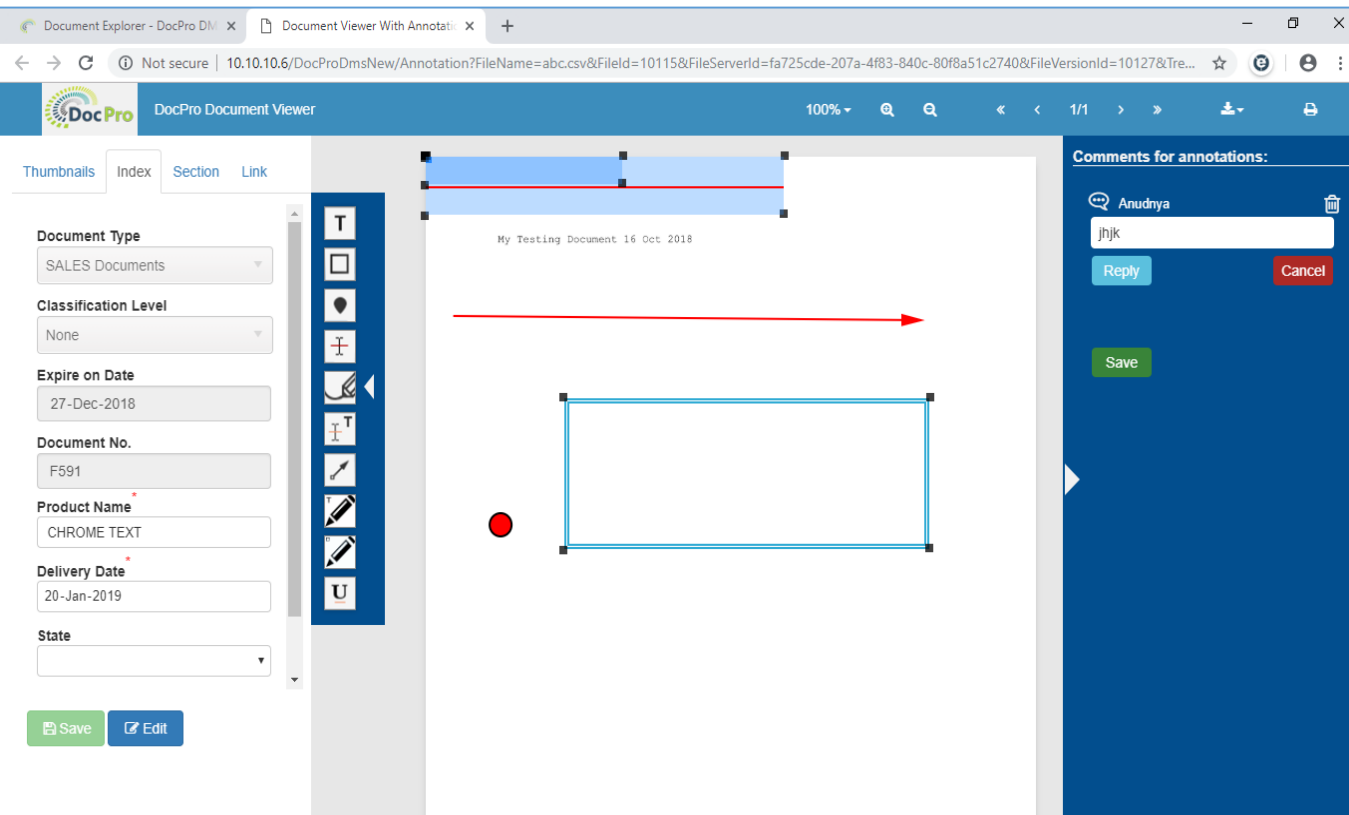 Document Explorer - DocPro DM
Document Viewer With Annotatio
Not secure | 10.10.10.6/DocProDmsNew/Annotation?FileName=abc.csv&FileId=10115&FileServerId=fa725cde-207a-4f83-840c-80f8a51c2740&FileVersionId=10127&Tre...
DocPro
DocPro Document Viewer
100%
1/1
Thumbnails Index Section Link
Document Type
SALES Documents
Classification Level
None
Expire on Date
27-Dec-2018
Document No.
F591
Product Name*
CHROME TEXT
Delivery Date*
20-Jan-2019
State
Save Edit
T
T
T
U
My Testing Document 16 Oct 2018
Comments for annotations:
Anudnya
jhjk
Reply Cancel
Save